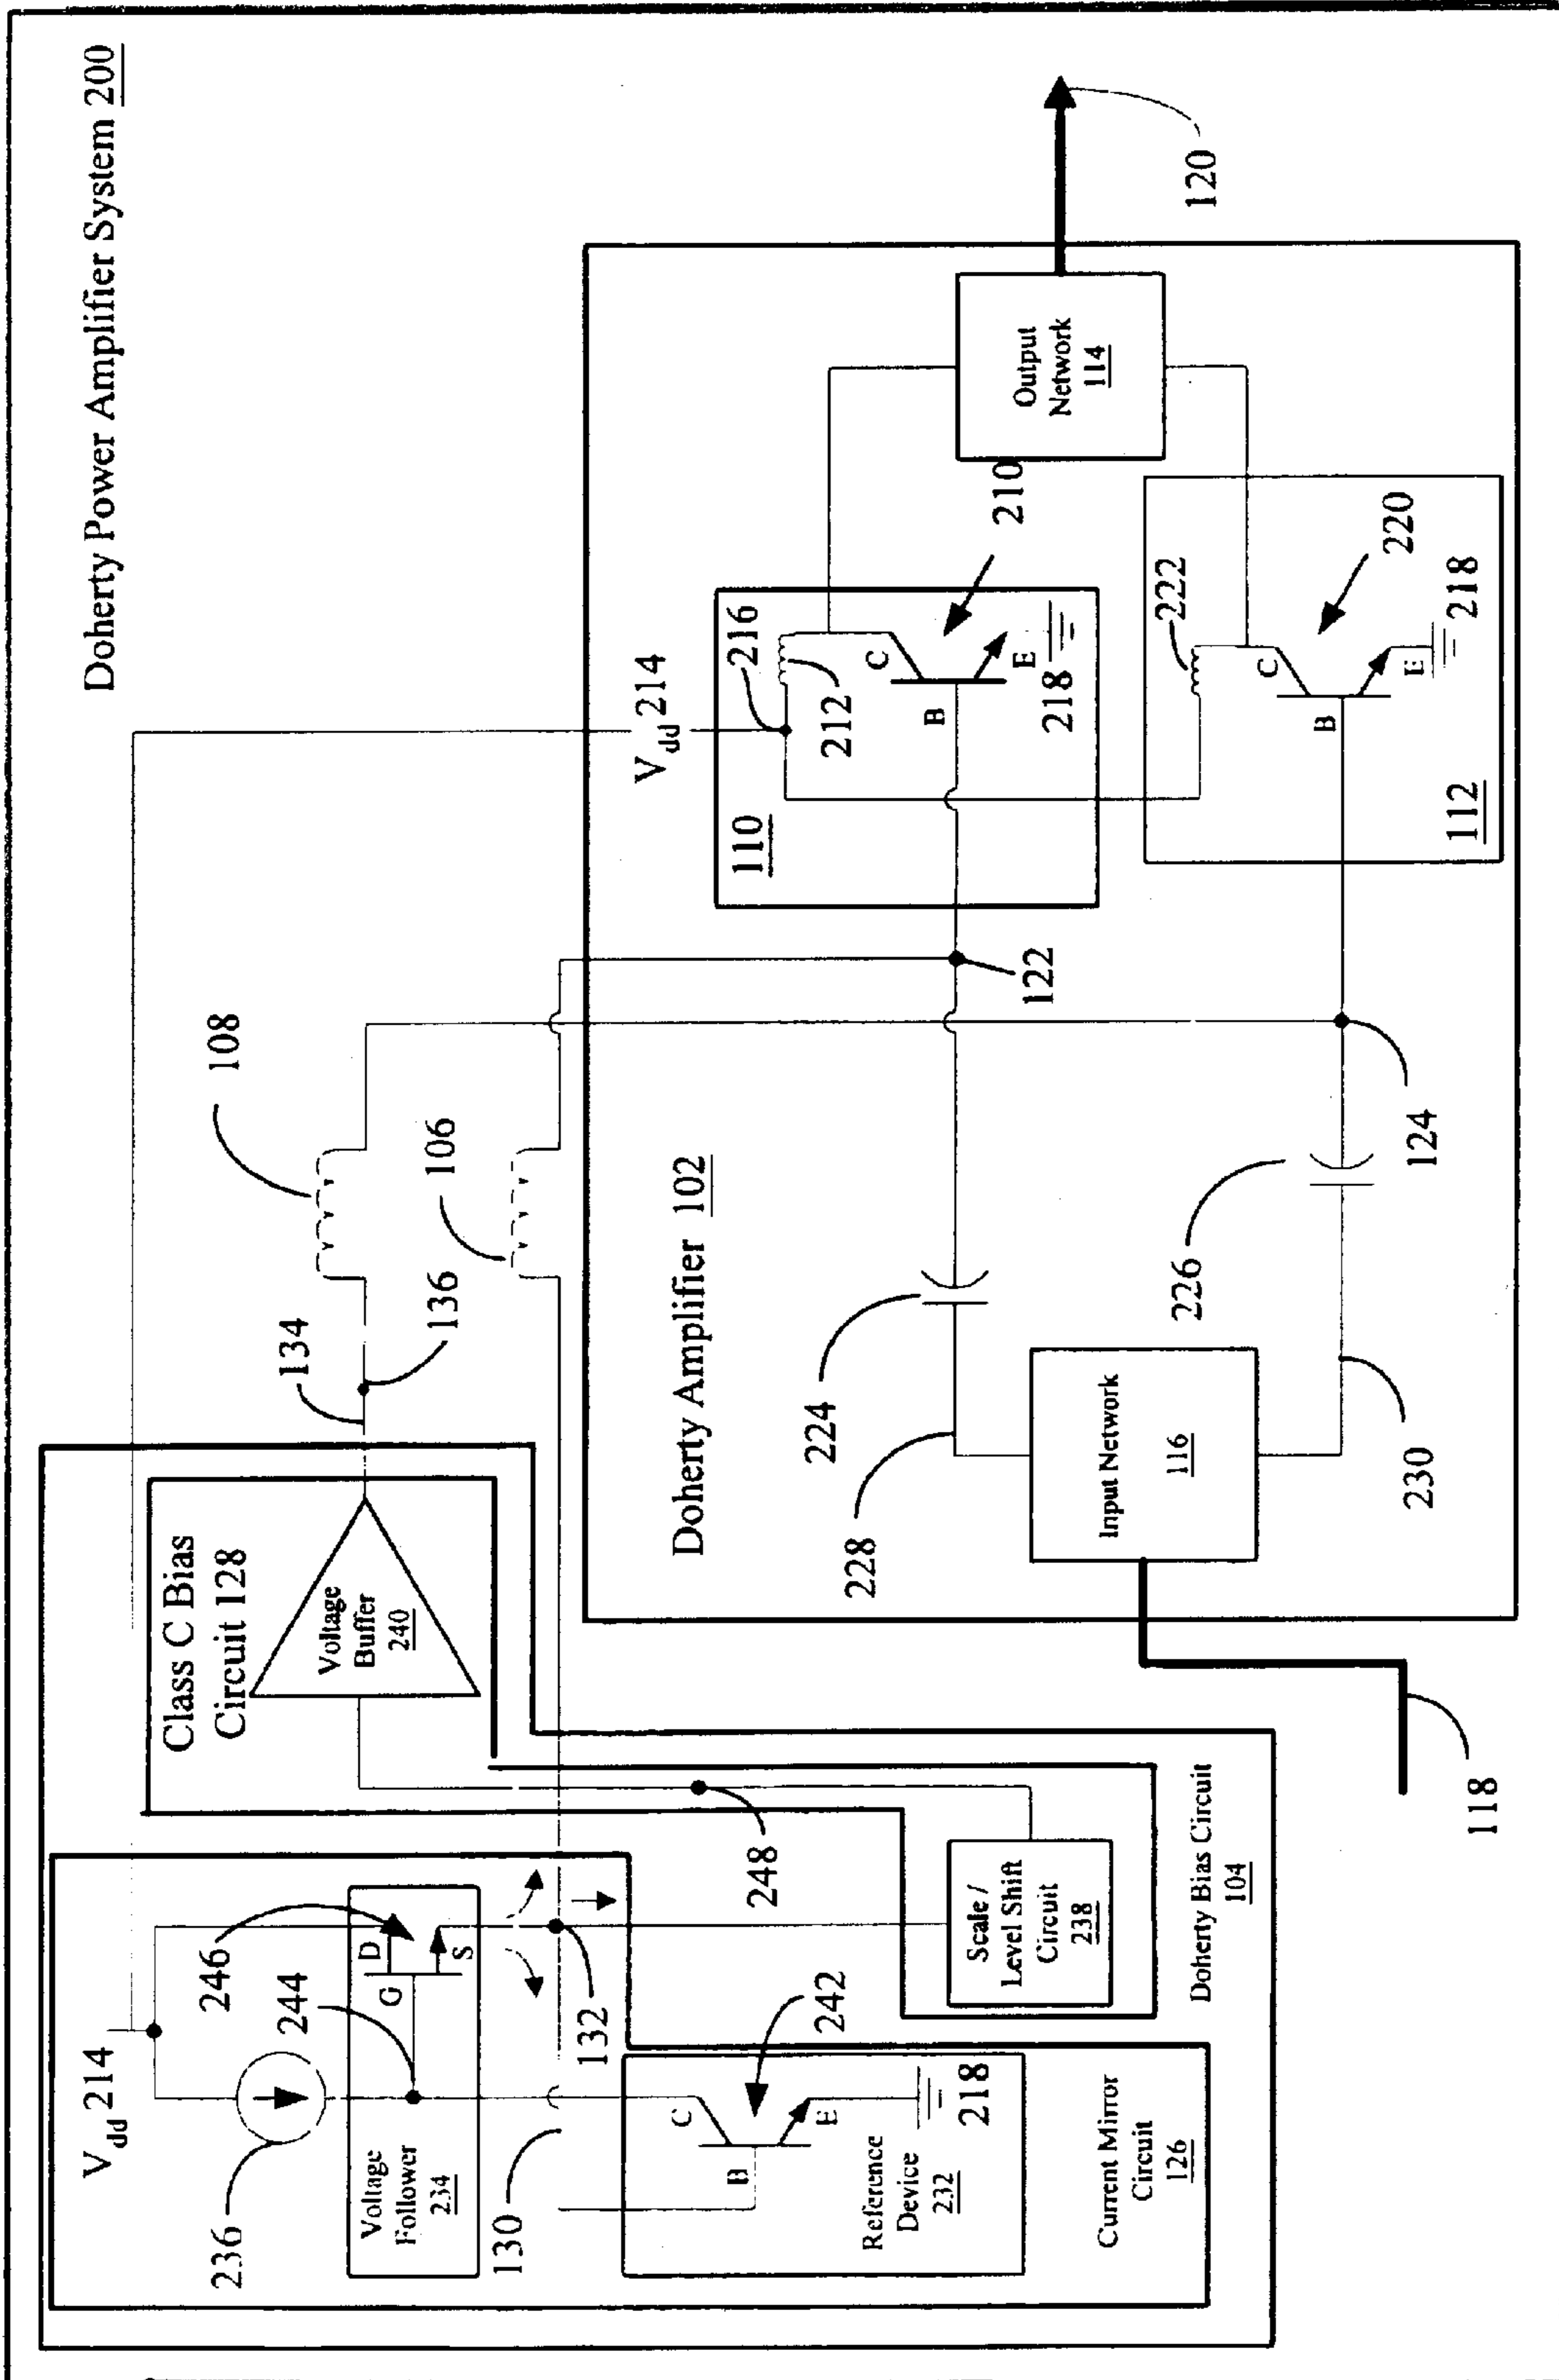 Doherty Power Amplifier System 200
Vdd 214
236
246
244
D
G
S
Voltage
Follower
234
130
132
C
B
E
242
218
Reference
Device
232
Current Mirror
Circuit
126
Class C Bias
Circuit 128
Voltage
Buffer
240
248
Scale /
Level Shift
Circuit
238
Doherty Bias Circuit
104
134
136
108
106
Doherty Amplifier 102
224
228
Input Network
116
118
226
230
122
124
Vdd 214
216
110
212
C
B
E
218
210
222
C
B
E
218
220
112
Output
Network
114
120